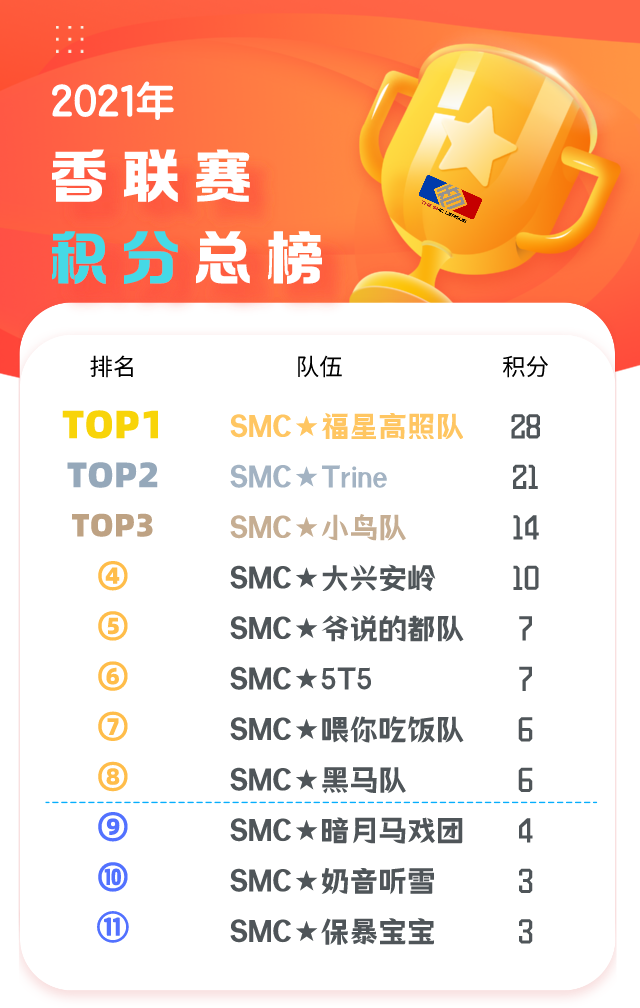 2021年
香联赛
积分总榜
THE SMC LEAGUE
排名 队伍 积分
TOP1 SMC★福星高照队 28
TOP2 SMC★Trine 21
TOP3 SMC★小鸟队 14
④ SMC★大兴安岭 10
⑤ SMC★爷说的都队 7
⑥ SMC★5T5 7
⑦ SMC★喂你吃饭队 6
⑧ SMC★黑马队 6
⑨ SMC★暗月马戏团 4
⑩ SMC★奶音听雪 3
⑪ SMC★保暴宝宝 3